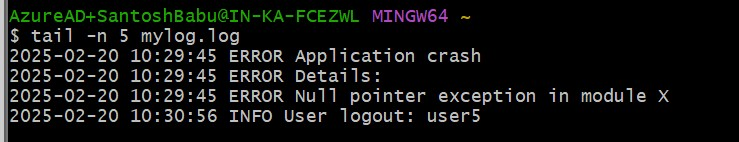 AzureAD+SantoshBabu@IN-KA-FCEZWL MINGW64 ~
$ tail -n 5 mylog.log
2025-02-20 10:29:45 ERROR Application crash
2025-02-20 10:29:45 ERROR Details:
2025-02-20 10:29:45 ERROR Null pointer exception in module X
2025-02-20 10:30:56 INFO User logout: user5